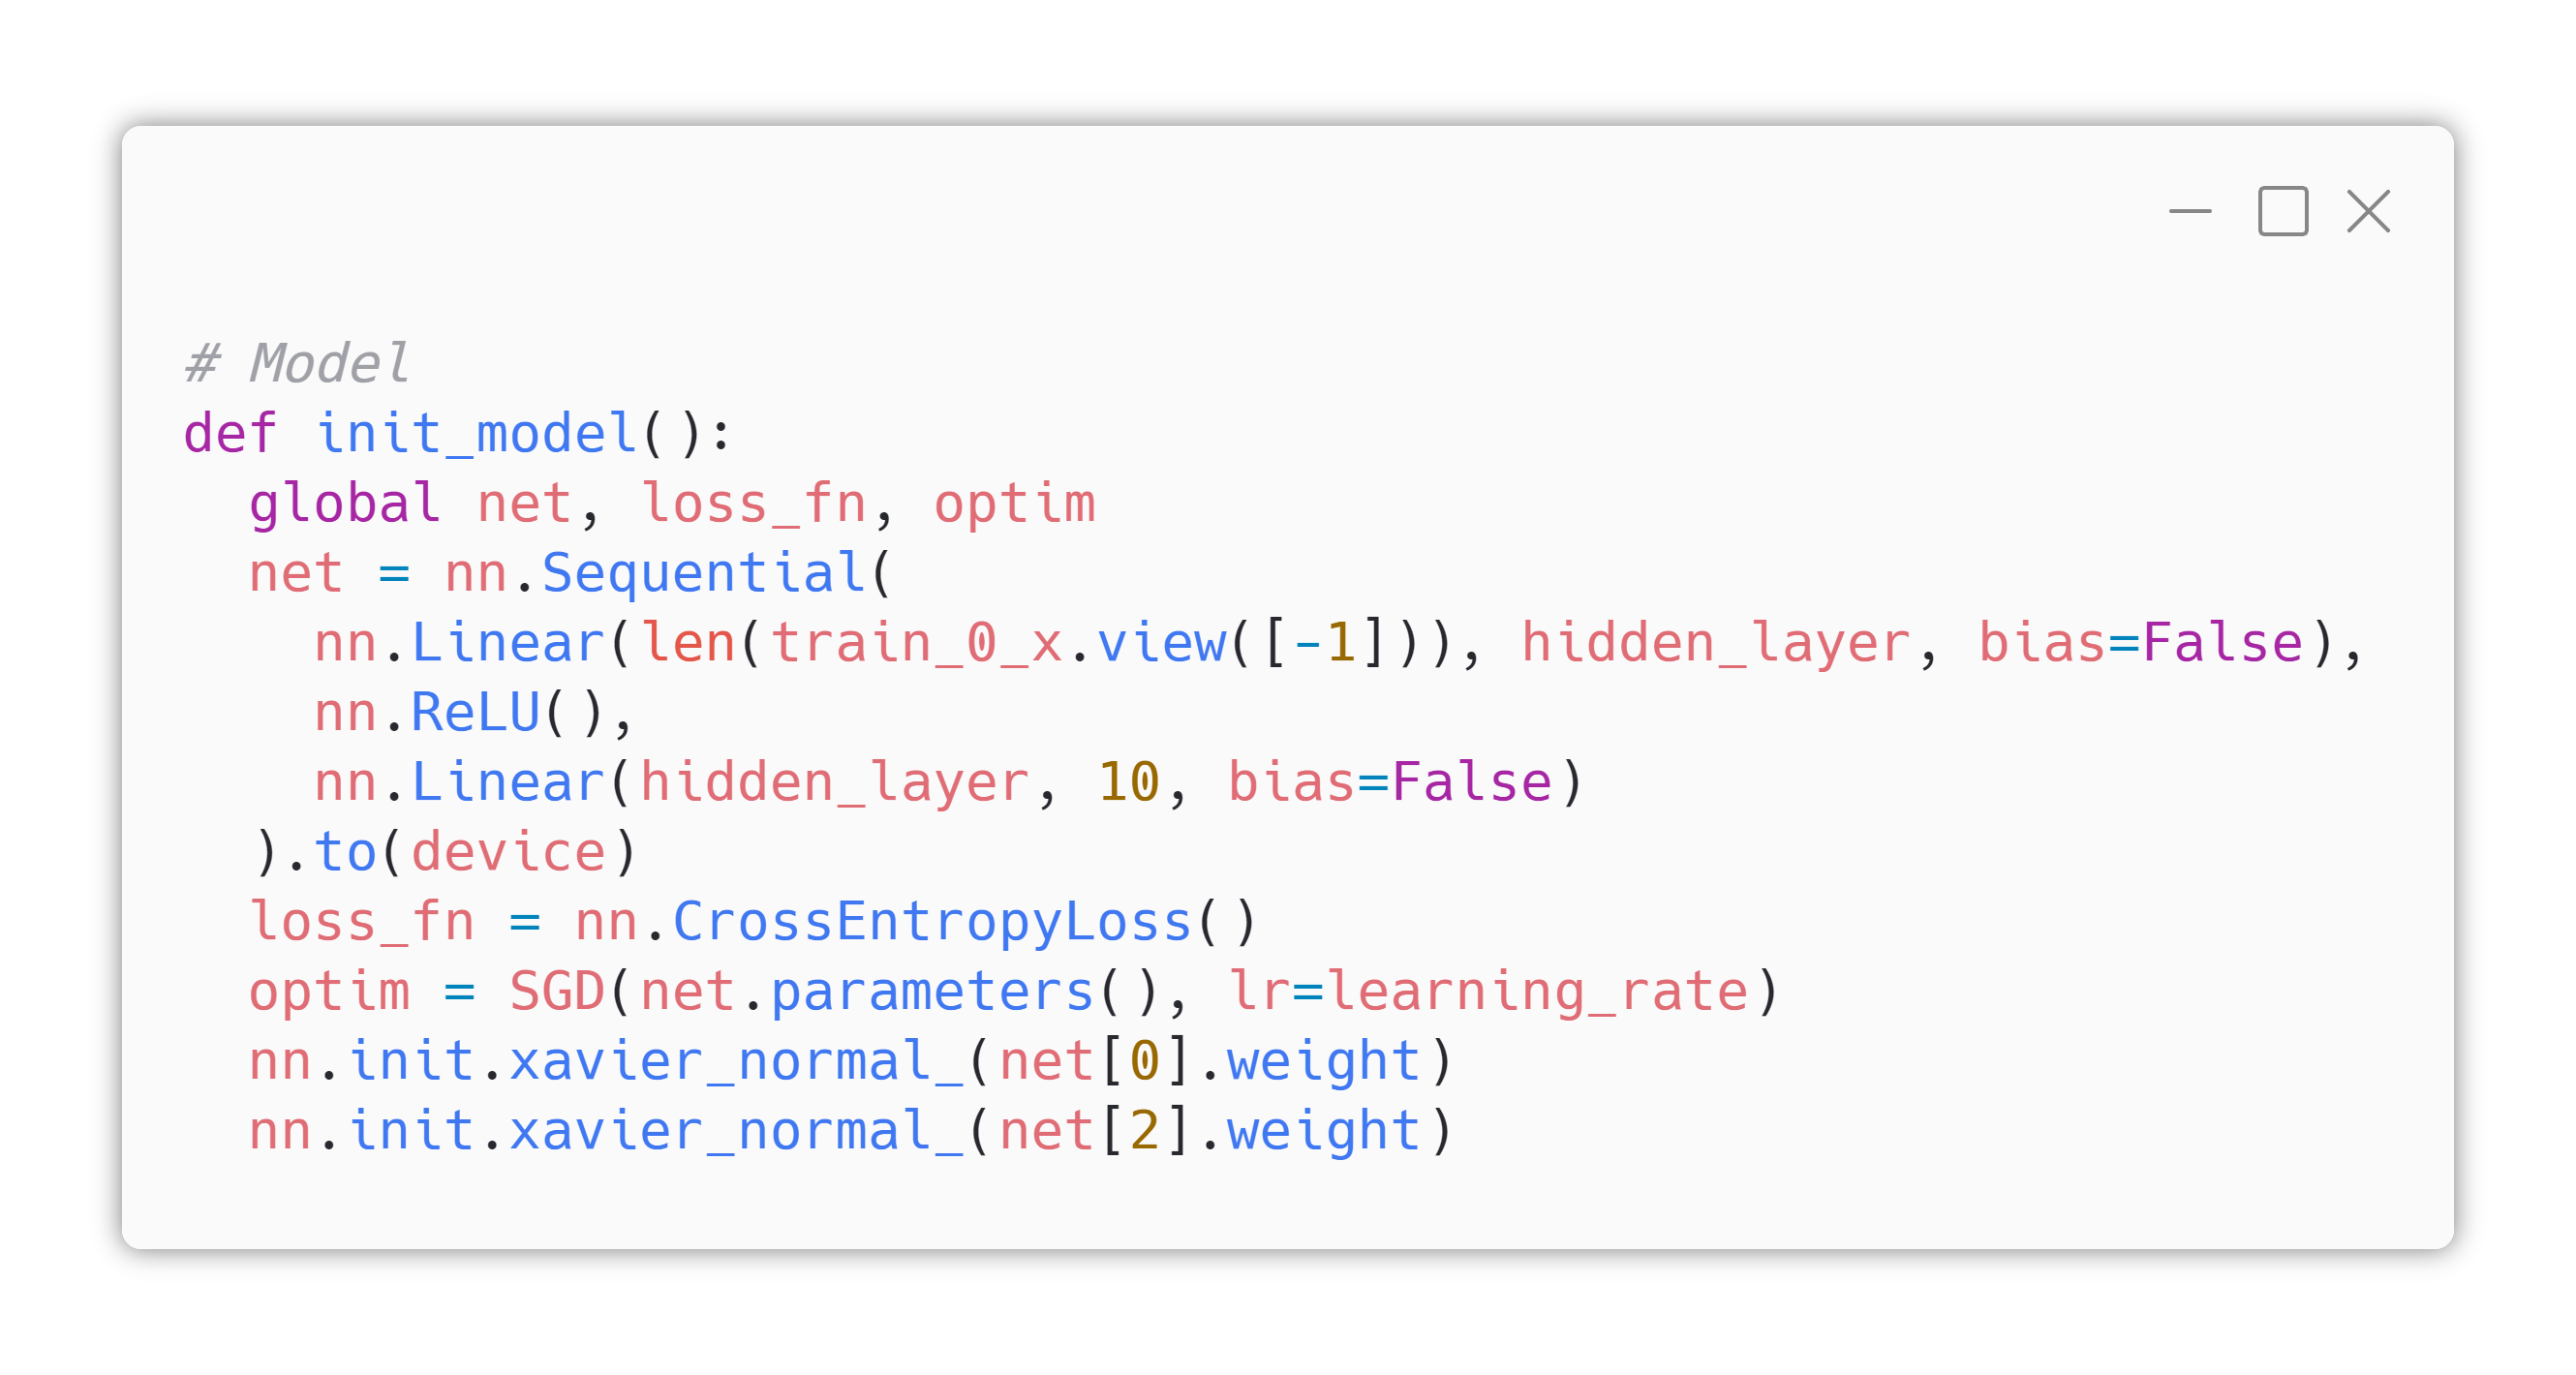 # Model
def init_model():
  global net, loss_fn, optim
  net = nn.Sequential(
    nn.Linear(len(train_0_x.view([-1])), hidden_layer, bias=False),
    nn.ReLU(),
    nn.Linear(hidden_layer, 10, bias=False)
  ).to(device)
  loss_fn = nn.CrossEntropyLoss()
  optim = SGD(net.parameters(), lr=learning_rate)
  nn.init.xavier_normal_(net[0].weight)
  nn.init.xavier_normal_(net[2].weight)